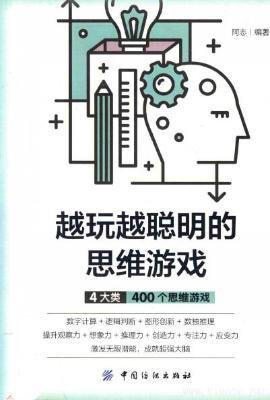 阿志 | 编著
越玩越聪明的
思维游戏
4大类 400个思维游戏
数字计算 + 逻辑判断 + 图形创新 + 数独推理
提升观察力 + 想象力 + 推理力 + 创造力 + 专注力 + 应变力
激发无限潜能，成就超强大脑
中国纺织出版社